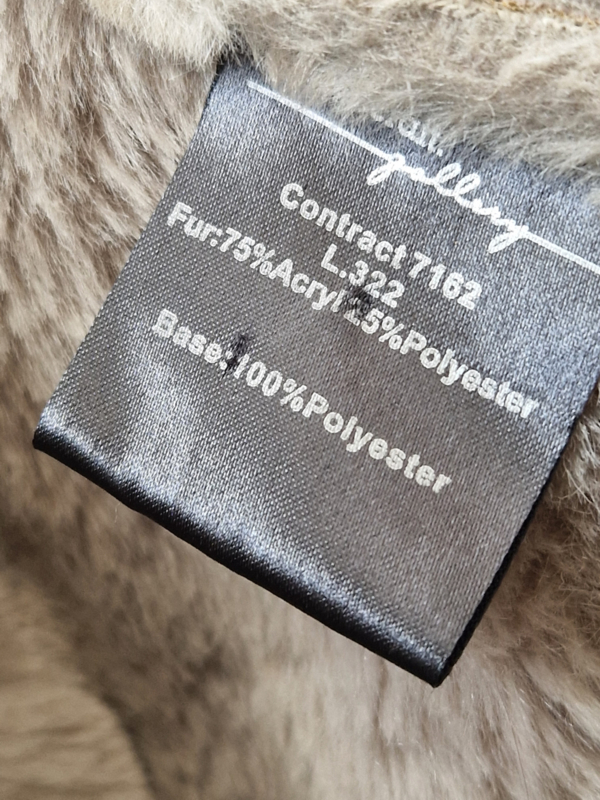 gallery
Contract 7162
L.322
Fur:75%Acryl 25%Polyester
Base:100%Polyester